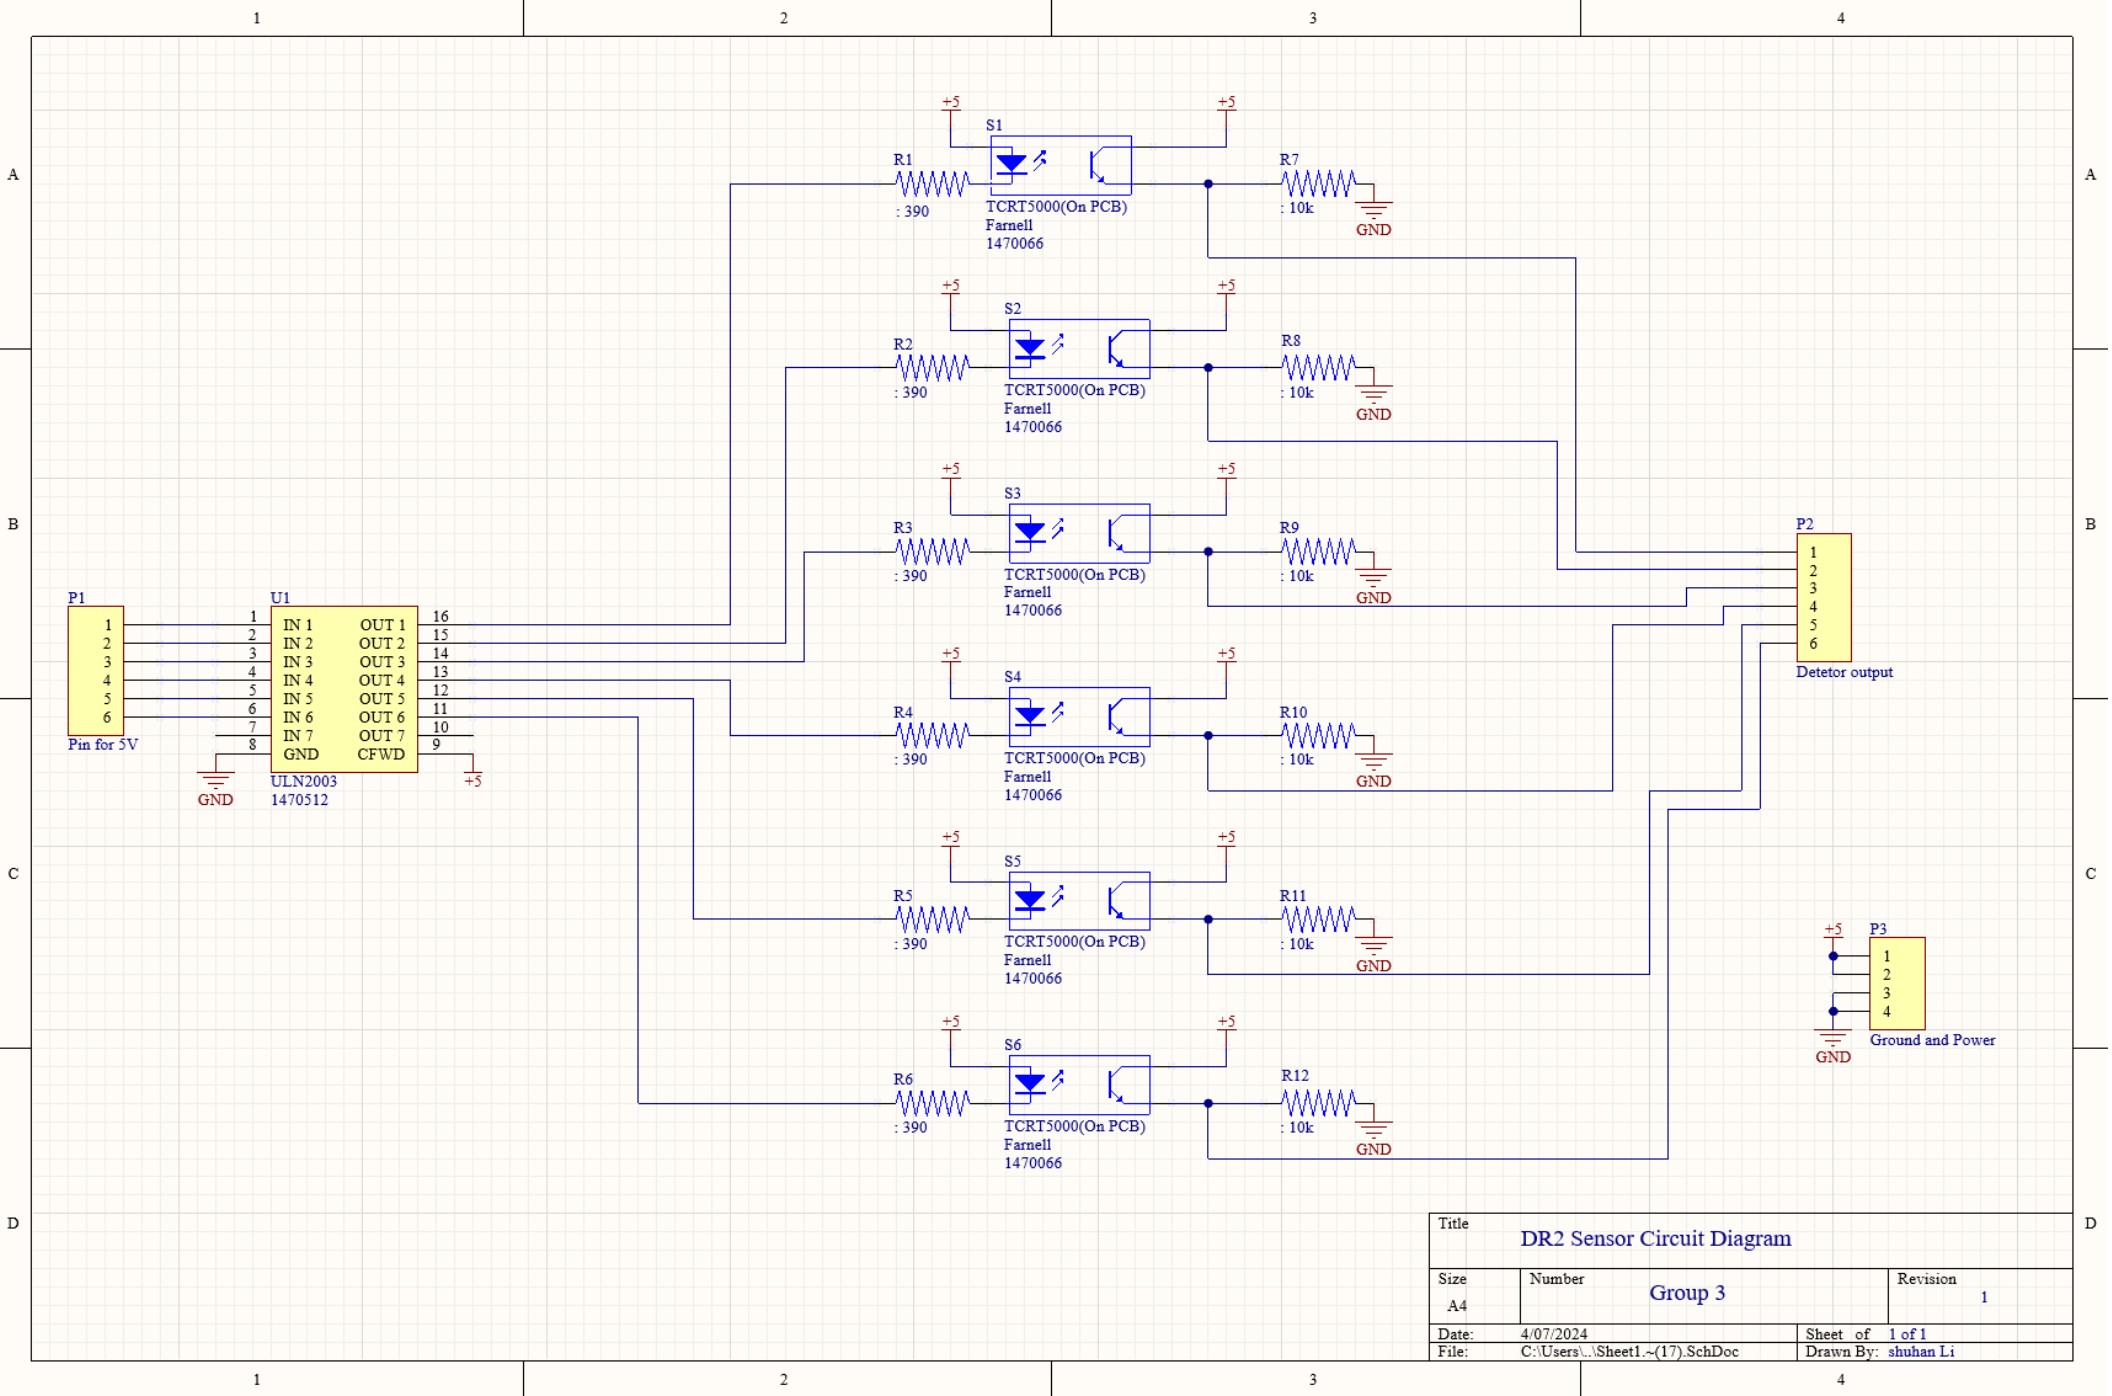 1 2 3 4
A A
B B
C C
D D
+5 +5
S1
R1
: 390
TCRT5000(On PCB)
Farnell
1470066
R7
: 10k
GND
+5 +5
S2
R2
: 390
TCRT5000(On PCB)
Farnell
1470066
R8
: 10k
GND
+5 +5
S3
R3
: 390
TCRT5000(On PCB)
Farnell
1470066
R9
: 10k
GND
P1
1
2
3
4
5
6
Pin for 5V
U1
1 IN 1 OUT 1 16
2 IN 2 OUT 2 15
3 IN 3 OUT 3 14
4 IN 4 OUT 4 13
5 IN 5 OUT 5 12
6 IN 6 OUT 6 11
7 IN 7 OUT 7 10
8 GND CFWD 9
ULN2003
1470512
GND
+5
+5 +5
S4
R4
: 390
TCRT5000(On PCB)
Farnell
1470066
R10
: 10k
GND
P2
1
2
3
4
5
6
Detetor output
+5 +5
S5
R5
: 390
TCRT5000(On PCB)
Farnell
1470066
R11
: 10k
GND
+5
P3
1
2
3
4
GND
Ground and Power
+5 +5
S6
R6
: 390
TCRT5000(On PCB)
Farnell
1470066
R12
: 10k
GND
Title
DR2 Sensor Circuit Diagram
Size Number Revision
A4 Group 3 1
Date: 4/07/2024 Sheet of 1 of 1
File: C:\Users\..\Sheet1.~(17).SchDoc Drawn By: shuhan Li
1 2 3 4